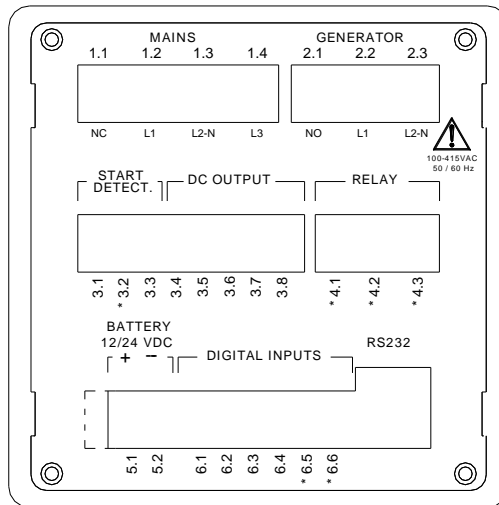 MAINS GENERATOR
1.1 1.2 1.3 1.4 2.1 2.2 2.3
NC L1 L2-N L3 NO L1 L2-N
100-415VAC
50 / 60 Hz
START
DETECT. DC OUTPUT RELAY
3.1 * 3.2 3.3 3.4 3.5 3.6 3.7 3.8 * 4.1 * 4.2 * 4.3
BATTERY
12/24 VDC
+ – DIGITAL INPUTS RS232
5.1 5.2 6.1 6.2 6.3 6.4 * 6.5 * 6.6